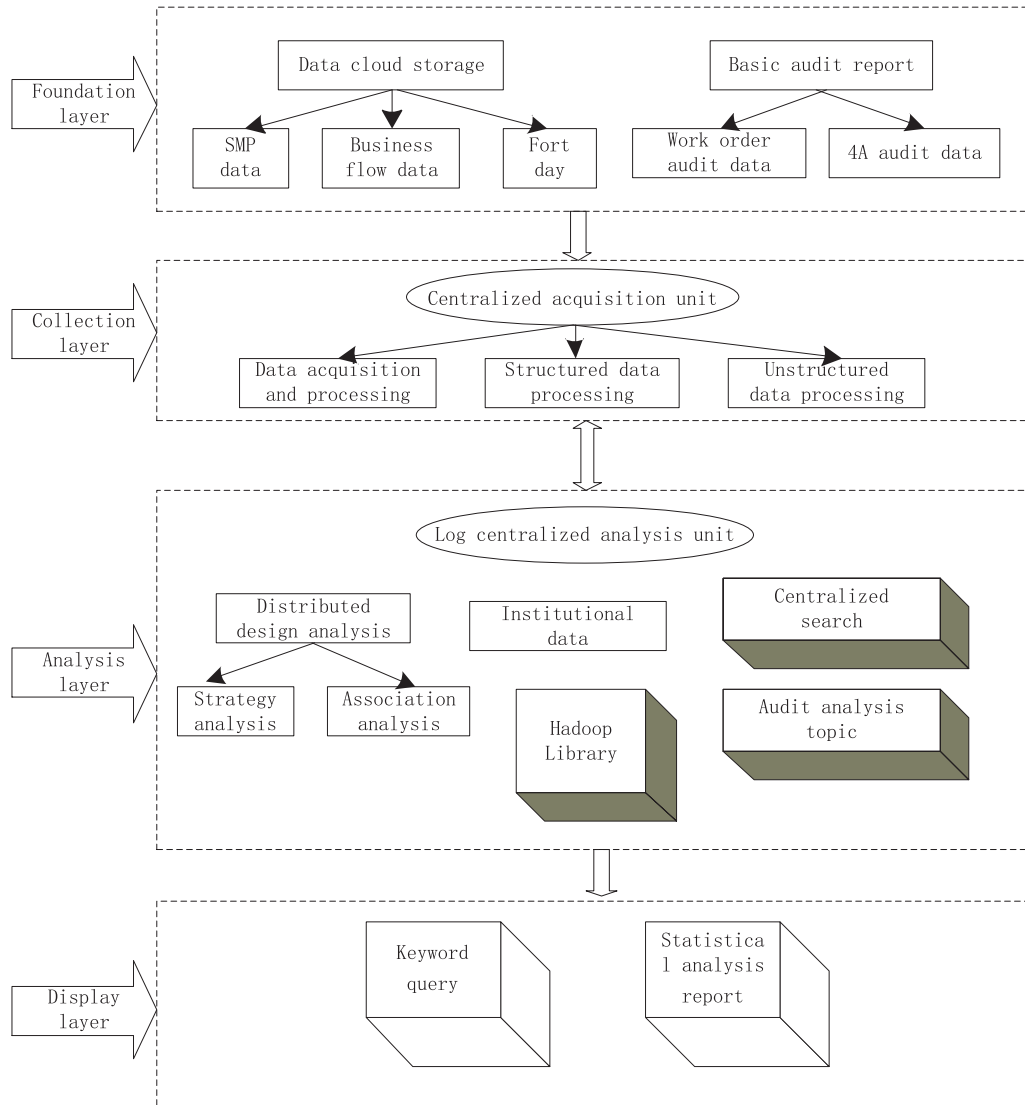 Data cloud storage
Basic audit report
Foundation
layer
SMP
data
Business
flow data
Fort
day
Work order
audit data
4A audit data
Centralized acquisition unit
Collection
layer
Data acquisition
and processing
Structured data
processing
Unstructured
data processing
Log centralized analysis unit
Distributed
design analysis
Institutional
data
Centralized
search
Analysis
layer
Strategy
analysis
Association
analysis
Hadoop
Library
Audit analysis
topic
Keyword
query
Statistica
l analysis
report
Display
layer